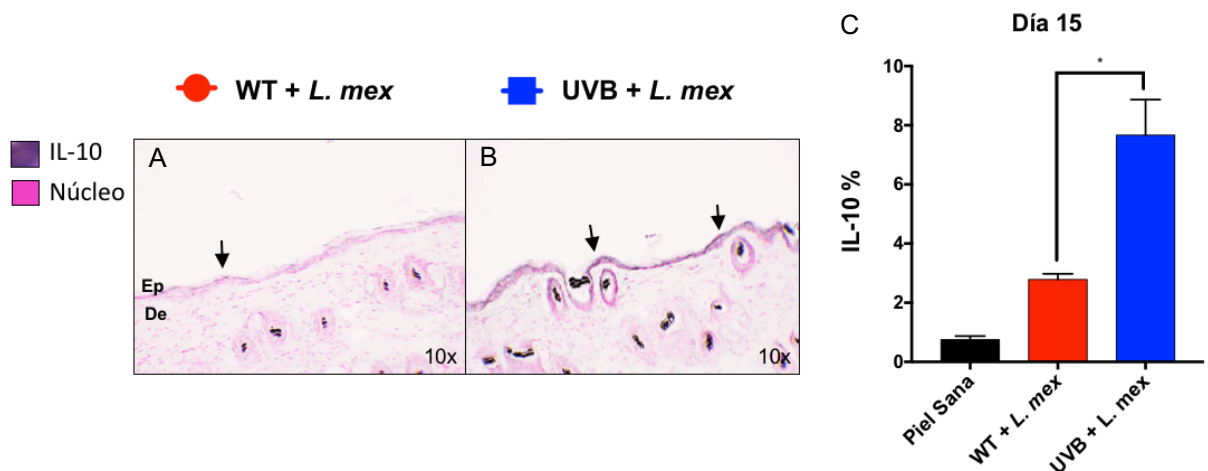 WT + L. mex
UVB + L. mex
IL-10
Núcleo
A
Ep
De
10x
B
10x
C
Día 15
*
IL-10 %
10
8
6
4
2
0
Piel Sana
WT + L. mex
UVB + L. mex